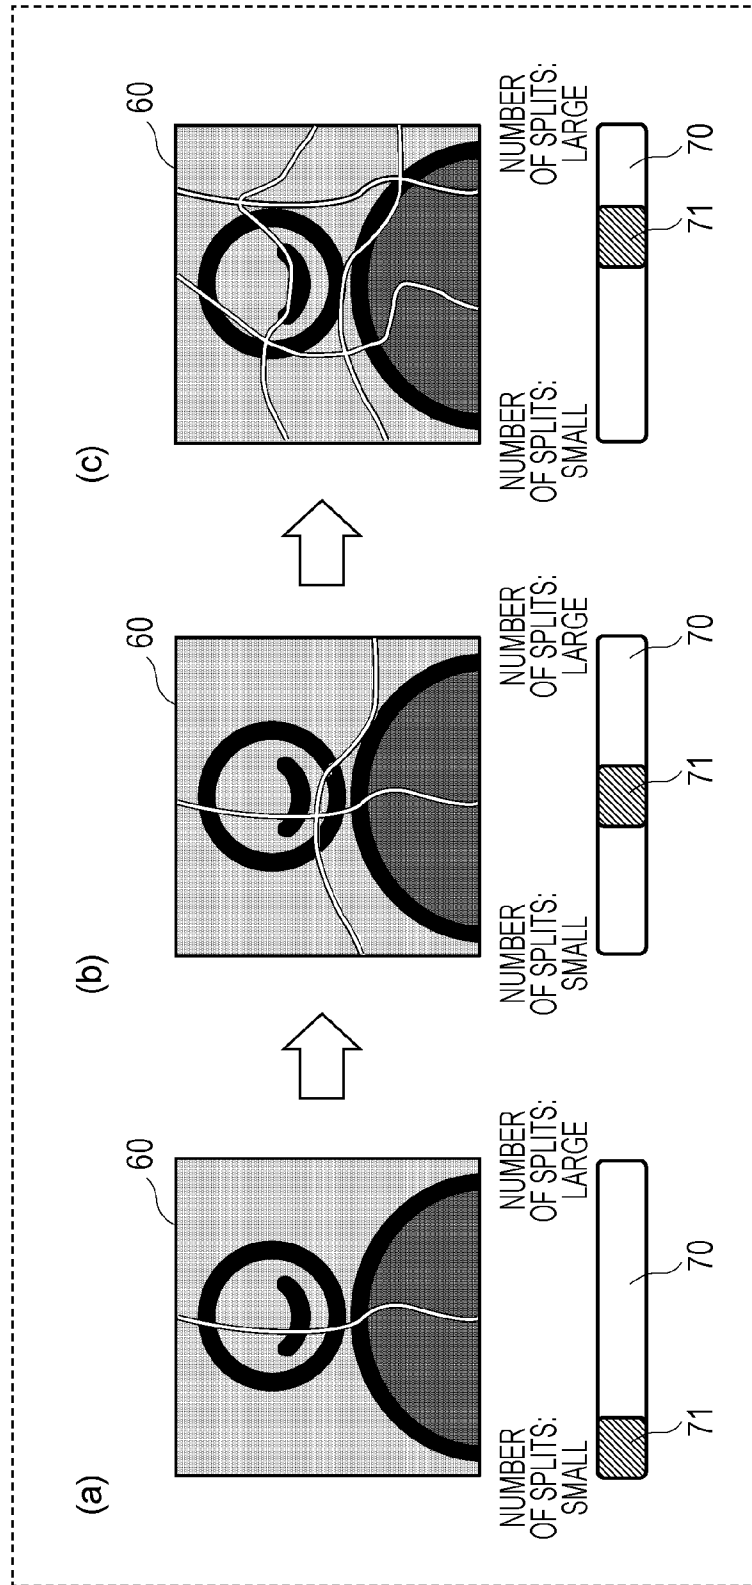 (a)
60
NUMBER
OF SPLITS:
SMALL
NUMBER
OF SPLITS:
LARGE
71
70
(b)
60
NUMBER
OF SPLITS:
SMALL
NUMBER
OF SPLITS:
LARGE
71
70
(c)
60
NUMBER
OF SPLITS:
SMALL
NUMBER
OF SPLITS:
LARGE
71
70